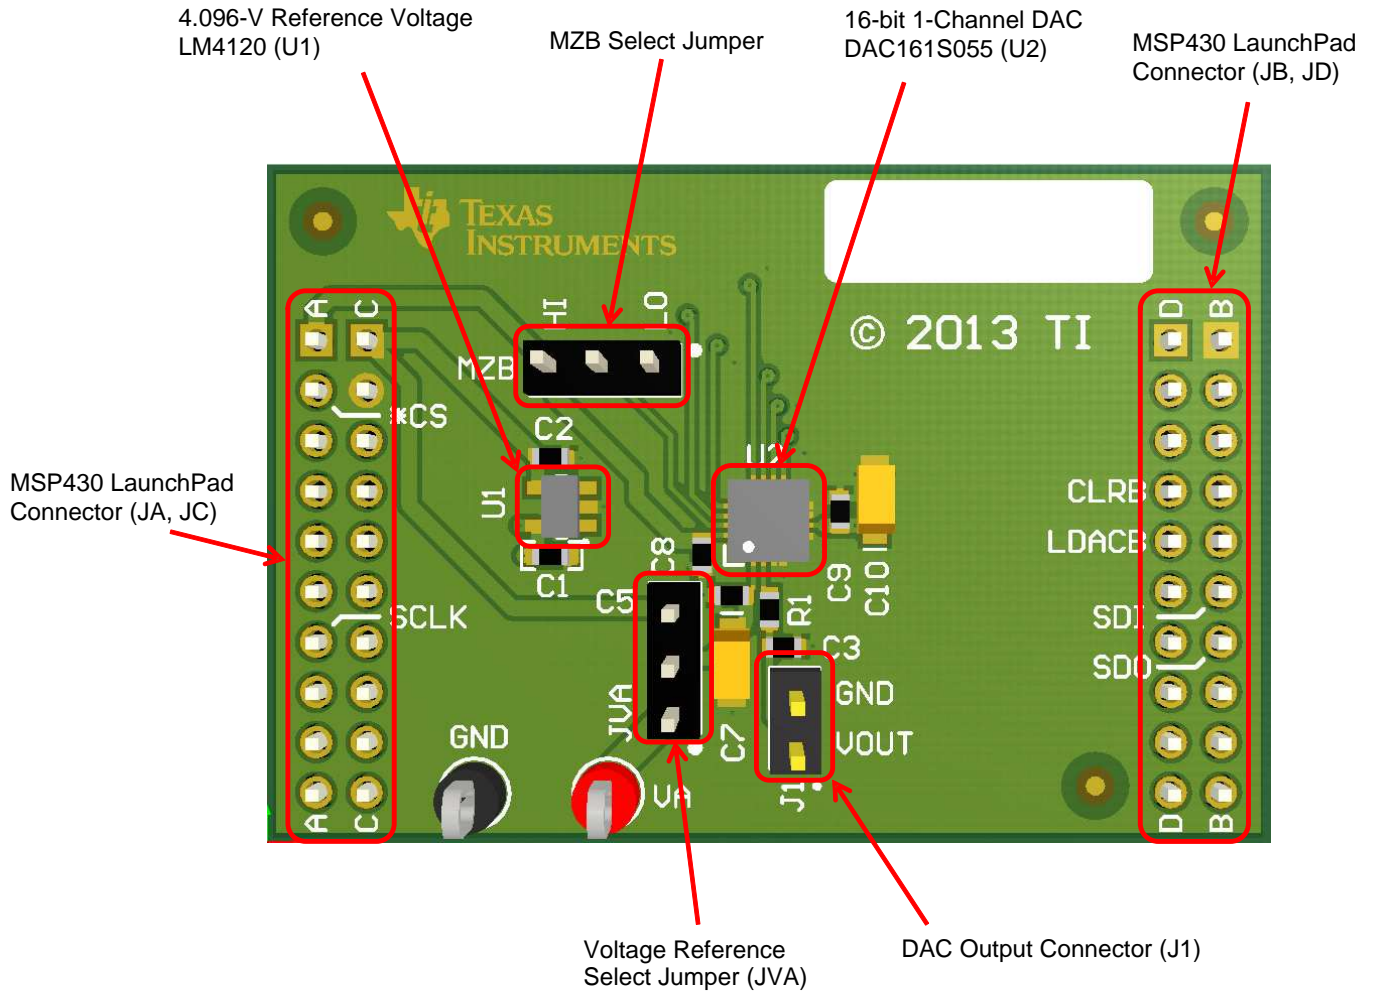 4.096-V Reference Voltage
LM4120 (U1)
MZB Select Jumper
16-bit 1-Channel DAC
DAC161S055 (U2)
MSP430 LaunchPad
Connector (JB, JD)
TEXAS
INSTRUMENTS
A
C
HI
LO
© 2013 TI
D
B
MZB
*CS
C2
U2
U1
CLRB
MSP430 LaunchPad
Connector (JA, JC)
LDACB
C8
C1
C9
C10
C5
R1
SCLK
SDI
C3
SDO
GND
JVA
C7
GND
VOUT
VA
J1
A
C
D
B
Voltage Reference
Select Jumper (JVA)
DAC Output Connector (J1)